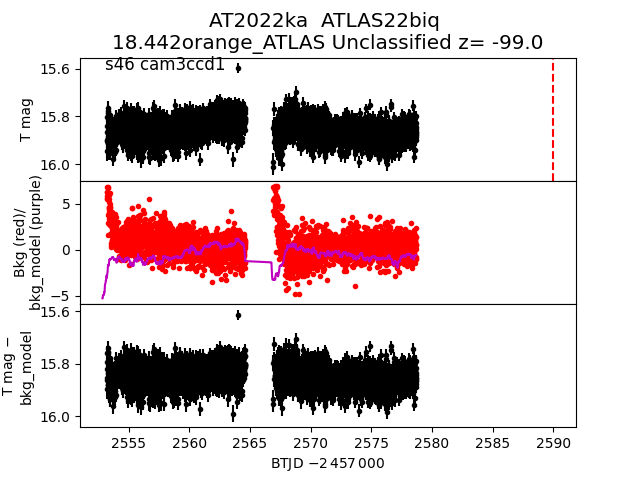 AT2022ka  ATLAS22biq
18.442orange_ATLAS Unclassified z= -99.0
s46 cam3ccd1
15.6
15.8
16.0
T mag
5
0
−5
Bkg (red)/
bkg_model (purple)
15.6
15.8
16.0
T mag −
bkg_model
2555 2560 2565 2570 2575 2580 2585 2590
BTJD −2 457 000